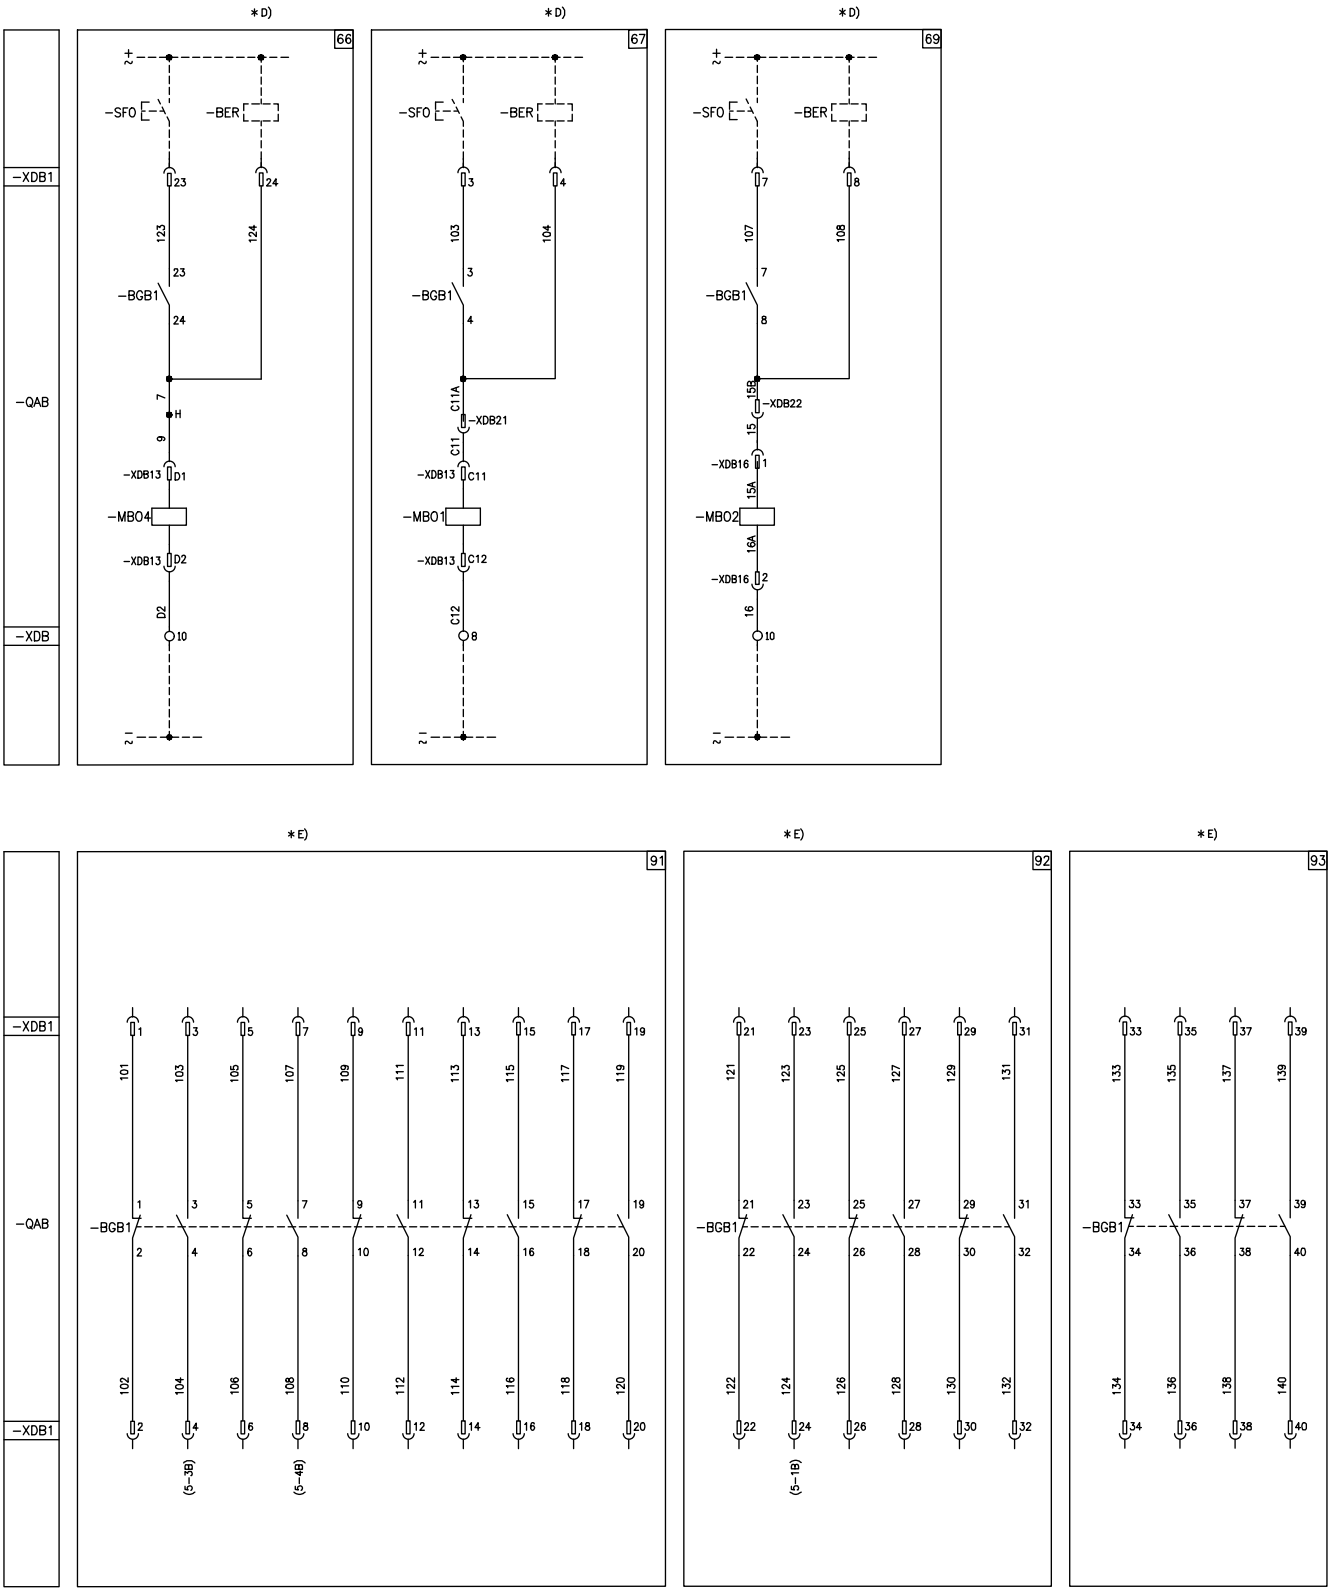 *D) *D) *D)
66 67 69
+ + +
~ ~ ~
-SFO -BER -SFO -BER -SFO -BER
-XDB1 23 24 3 4 7 8
123 124 103 104 107 108
23 3 7
-BGB1 -BGB1 -BGB1
24 4 8
7 C11A 15B
-QAB H -XDB21 -XDB22
9 C11 15
-XDB16 1
-XDB13 D1 -XDB13 C11
15A
-MBO4 -MBO1 -MBO2
16A
-XDB13 D2 -XDB13 C12
-XDB16 2
D2 C12 16
-XDB 10 8 10
- - -
~ ~ ~
*E) *E) *E)
91 92 93
-XDB1 1 3 5 7 9 11 13 15 17 19 21 23 25 27 29 31 33 35 37 39
101 103 105 107 109 111 113 115 117 119 121 123 125 127 129 131 133 135 137 139
1 3 5 7 9 11 13 15 17 19 21 23 25 27 29 31 33 35 37 39
-QAB -BGB1 -BGB1 -BGB1
2 4 6 8 10 12 14 16 18 20 22 24 26 28 30 32 34 36 38 40
102 104 106 108 110 112 114 116 118 120 122 124 126 128 130 132 134 136 138 140
-XDB1 2 4 6 8 10 12 14 16 18 20 22 24 26 28 30 32 34 36 38 40
(5-3B) (5-4B) (5-1B)